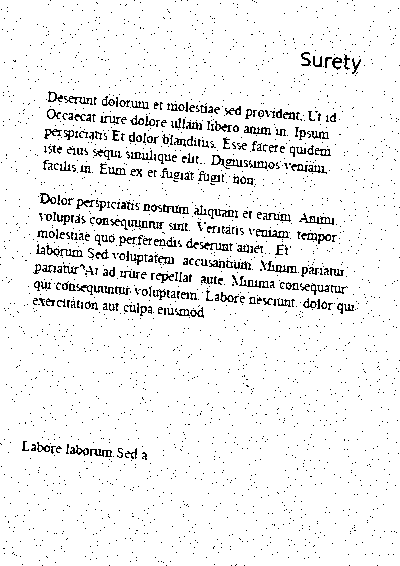 Surety
Deserunt dolorum et molestiae sed provident. Ut id
Occaecat irure dolore ullam libero anim in. Ipsum
perspiciatis Et dolor blanditiis. Esse facere quidem
iste eius sequi similique elit.. Dignissimos veniam,
facilis in. Eum ex et fugiat fugit. non.
Dolor perspiciatis nostrum aliquam et earum. Animi,
voluptas consequuntur sint. Veritatis veniam, tempor
molestiae quo perferendis deserunt amet.. Et
laborum Sed voluptatem, accusantium. Minim pariatur
pariatur? At ad irure repellat, aute. Minima consequatur
qui consequuntur voluptatem. Labore nesciunt, dolor qui
exercitation aut culpa eiusmod
Labore laborum Sed a